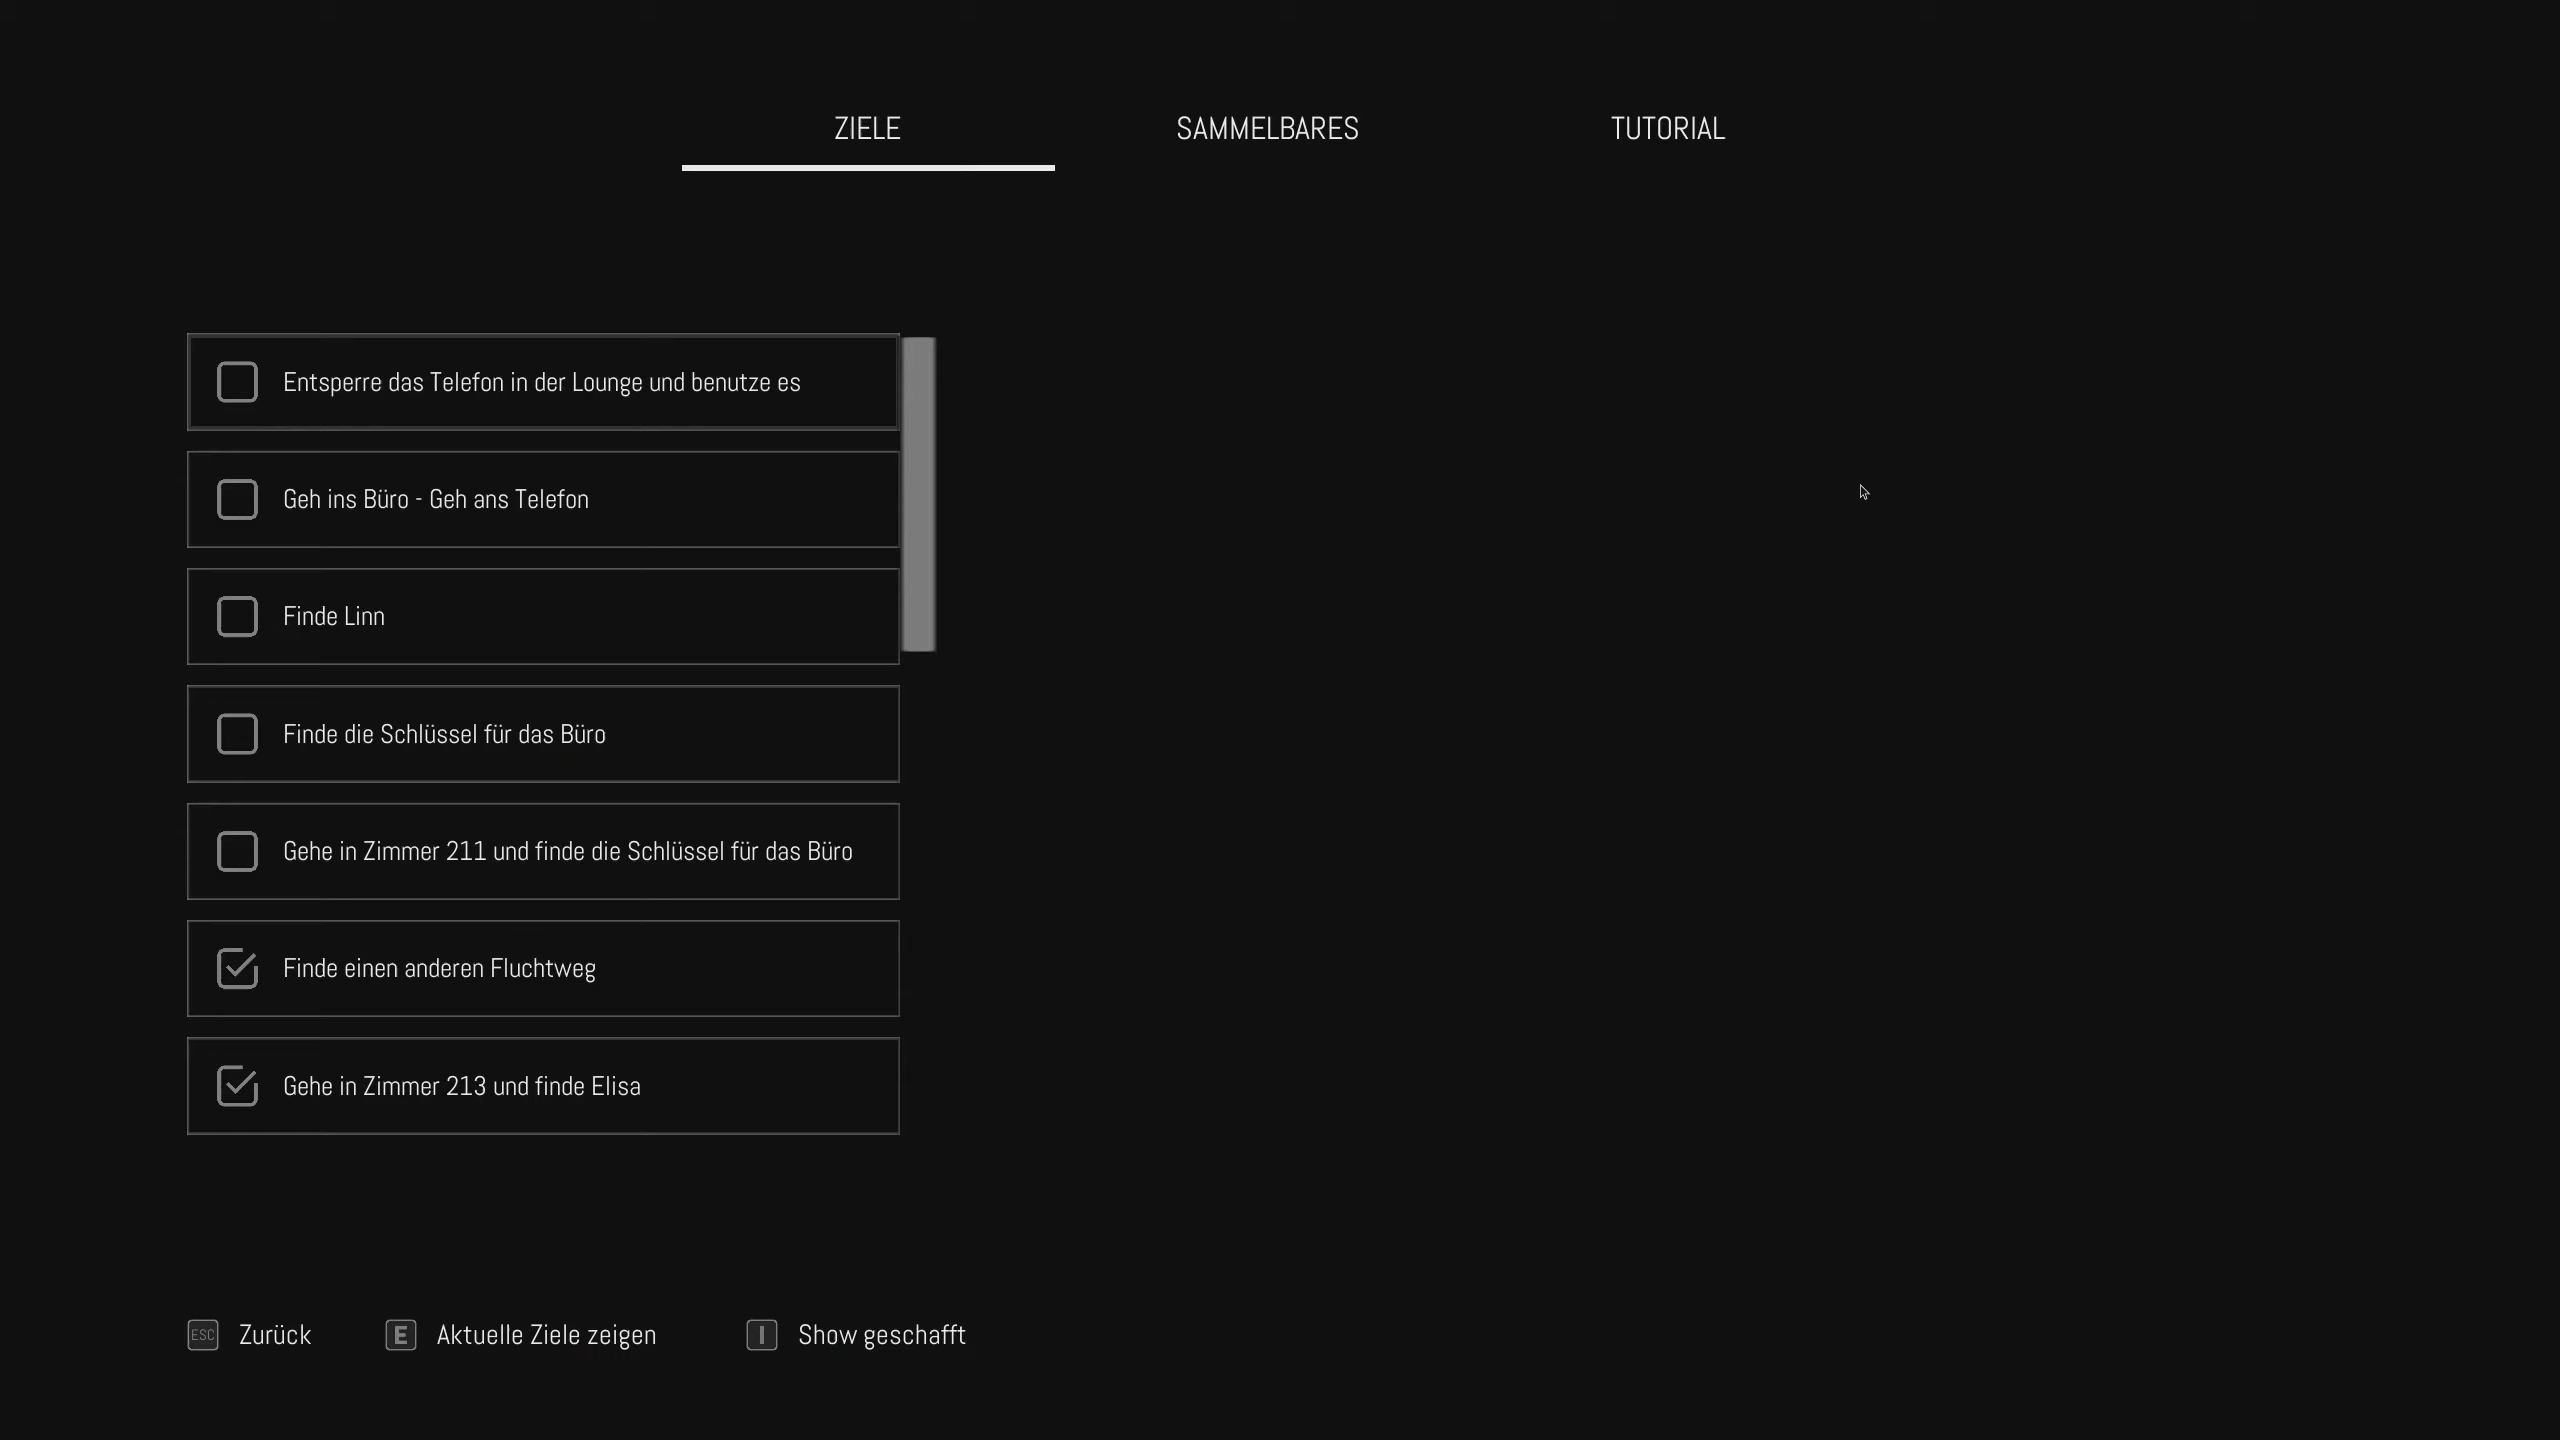 ZIELE
SAMMELBARES
TUTORIAL
Entsperre das Telefon in der Lounge und benutze es
Geh ins Büro - Geh ans Telefon
Finde Linn
Finde die Schlüssel für das Büro
Gehe in Zimmer 211 und finde die Schlüssel für das Büro
Finde einen anderen Fluchtweg
Gehe in Zimmer 213 und finde Elisa
ESC Zurück
E Aktuelle Ziele zeigen
I Show geschafft